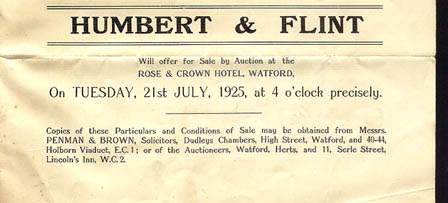 HUMBERT & FLINT
Will offer for Sale by Auction at the
ROSE & CROWN HOTEL, WATFORD,
On TUESDAY, 21st JULY, 1925, at 4 o'clock precisely.
Copies of these Particulars and Conditions of Sale may be obtained from Messrs.
PENMAN & BROWN, Solicitors, Dudleys Chambers, High Street, Watford, and 40-44,
Holborn Viaduct, E.C. 1; or of the Auctioneers, Watford, Herts, and 11, Serle Street,
Lincoln's Inn, W.C. 2.